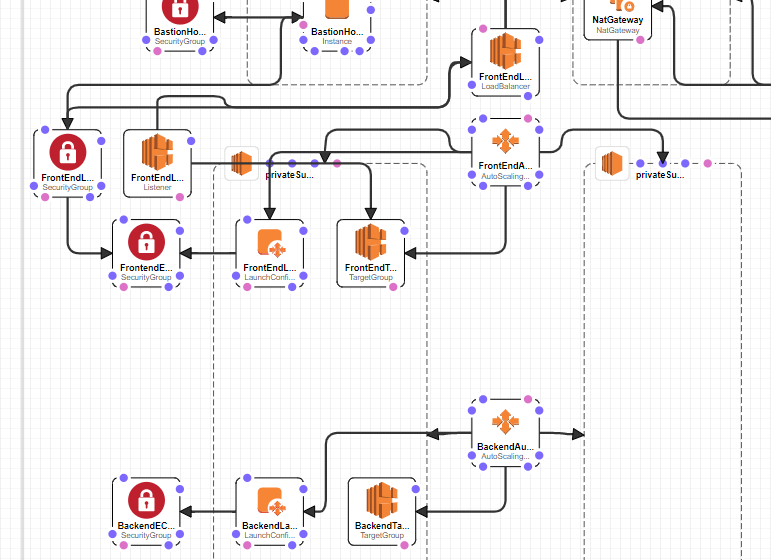 BastionHo...
SecurityGroup
BastionHo...
Instance
NatGateway
NatGateway
FrontEndL...
LoadBalancer
FrontEndL...
SecurityGroup
FrontEndL...
Listener
privateSu...
FrontEndA...
AutoScaling...
privateSu...
FrontendE...
SecurityGroup
FrontEndL...
LaunchConfi...
FrontEndT...
TargetGroup
BackendAu...
AutoScaling...
BackendEC...
SecurityGroup
BackendLa...
LaunchConfi...
BackendTa...
TargetGroup